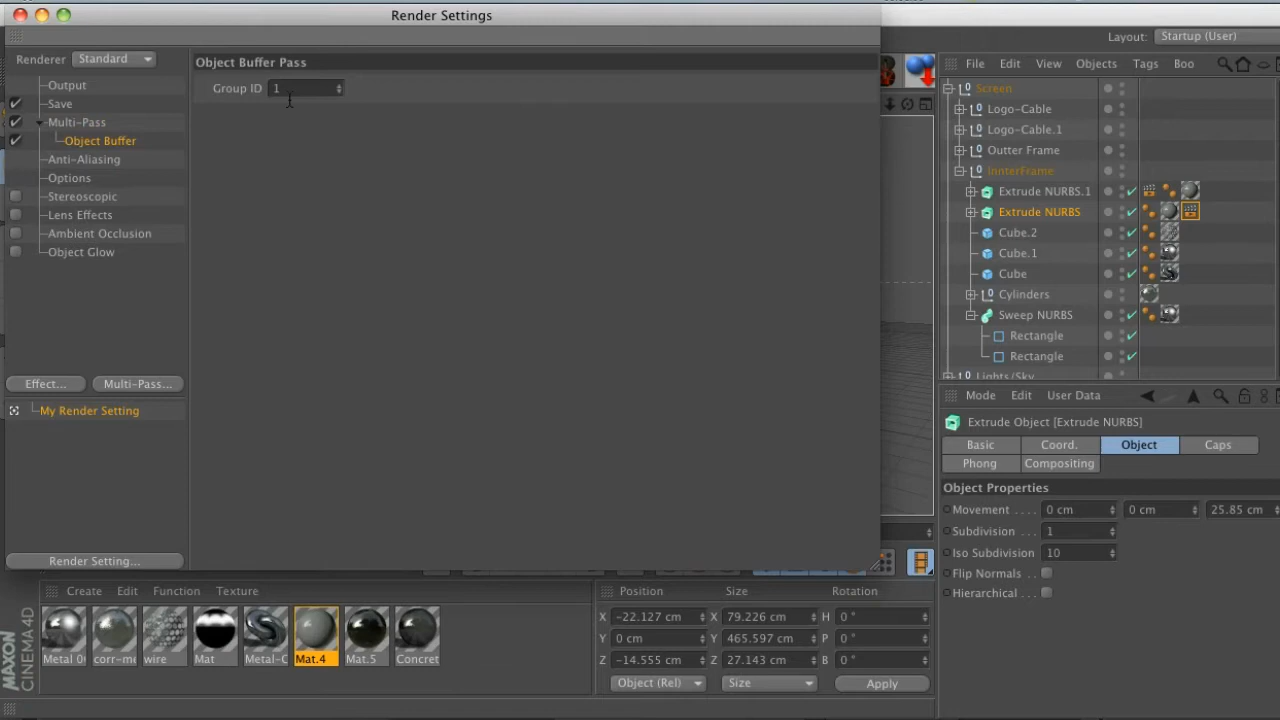 Render Settings
Renderer Standard
Output
Save
Multi-Pass
Object Buffer
Anti-Aliasing
Options
Stereoscopic
Lens Effects
Ambient Occlusion
Object Glow
Effect... Multi-Pass...
My Render Setting
Render Setting...
Object Buffer Pass
Group ID 1
Layout: Startup (User)
File Edit View Objects Tags Boo
Screen
Logo-Cable
Logo-Cable.1
Outter Frame
InnterFrame
Extrude NURBS.1
Extrude NURBS
Cube.2
Cube.1
Cube
Cylinders
Sweep NURBS
Rectangle
Rectangle
Lights/Sky
Mode Edit User Data
Extrude Object [Extrude NURBS]
Basic Coord. Object Caps
Phong Compositing
Object Properties
Movement .... 0 cm 0 cm 25.85 cm
Subdivision ... 1
Iso Subdivision 10
Flip Normals .
Hierarchical .
Create Edit Function Texture
Metal 0 corr-me wire Mat Metal-C Mat.4 Mat.5 Concret
Position Size Rotation
X -22.127 cm X 79.226 cm H 0 °
Y 0 cm Y 465.597 cm P 0 °
Z -14.555 cm Z 27.143 cm B 0 °
Object (Rel) Size Apply
MAXON
CINEMA 4D